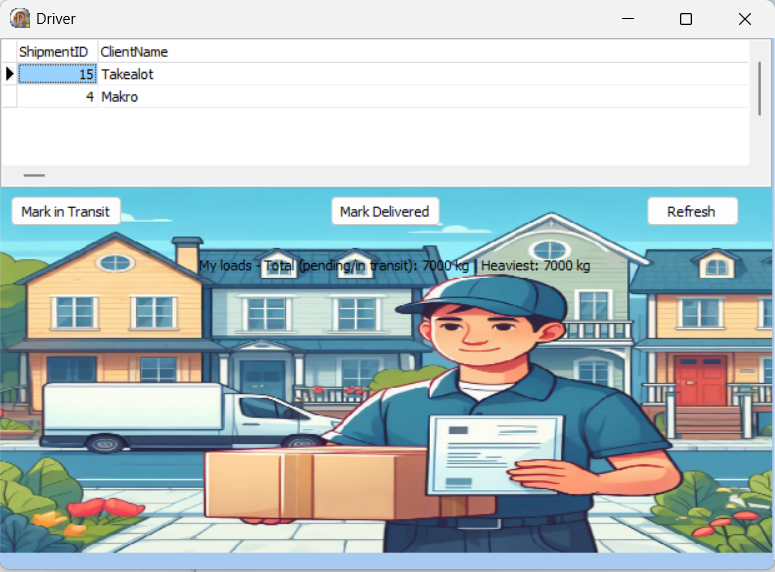 Driver
ShipmentID ClientName
15 Takealot
4 Makro
Mark in Transit Mark Delivered Refresh
My loads - Total (pending/in transit): 7000 kg | Heaviest: 7000 kg